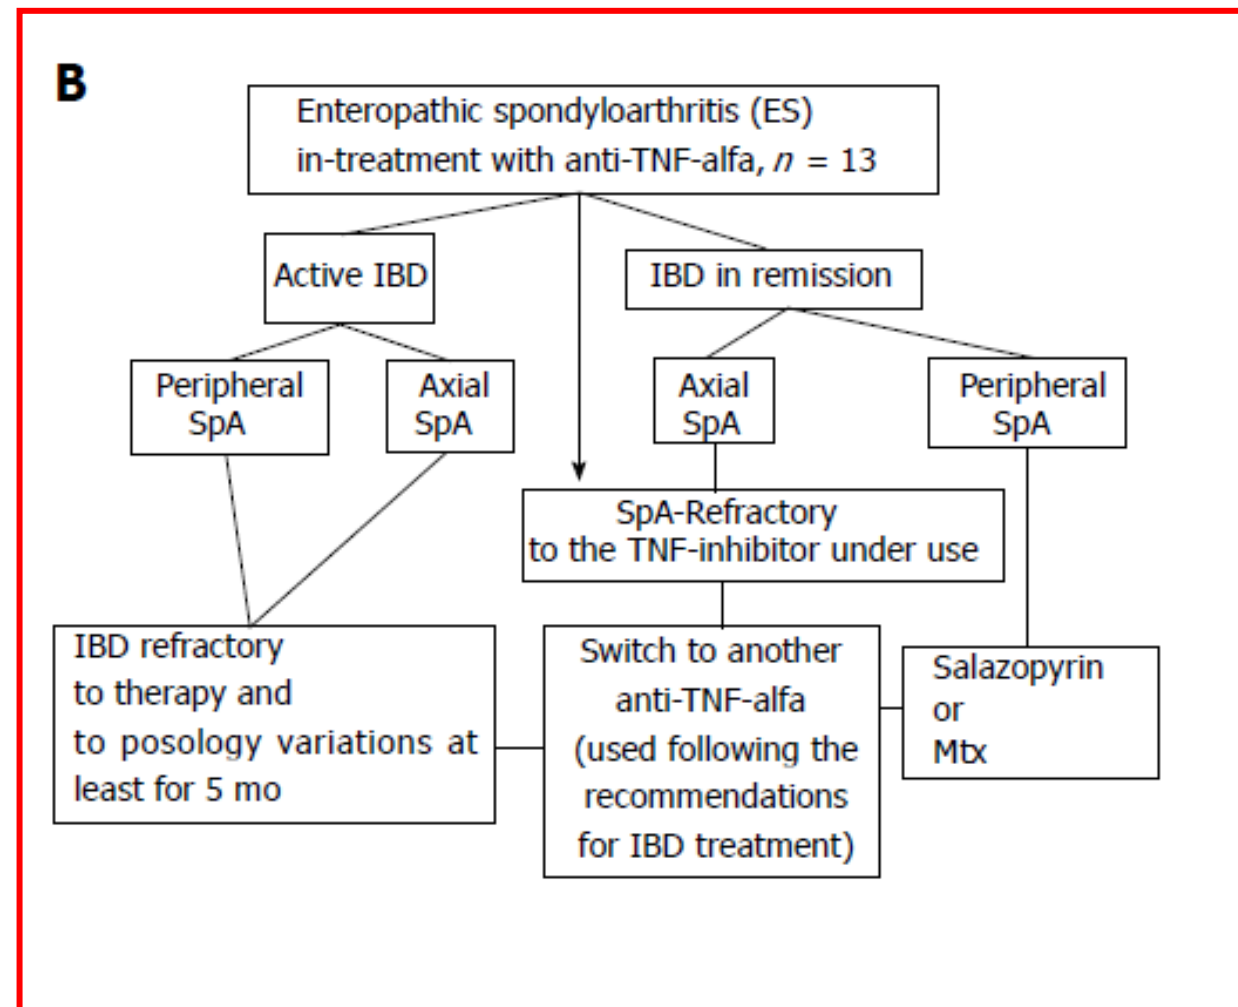 B
Enteropathic spondyloarthritis (ES)
in-treatment with anti-TNF-alfa, n = 13
Active IBD
IBD in remission
Peripheral
SpA
Axial
SpA
Axial
SpA
Peripheral
SpA
SpA-Refractory
to the TNF-inhibitor under use
IBD refractory
to therapy and
to posology variations at
least for 5 mo
Switch to another
anti-TNF-alfa
(used following the
recommendations
for IBD treatment)
Salazopyrin
or
Mtx